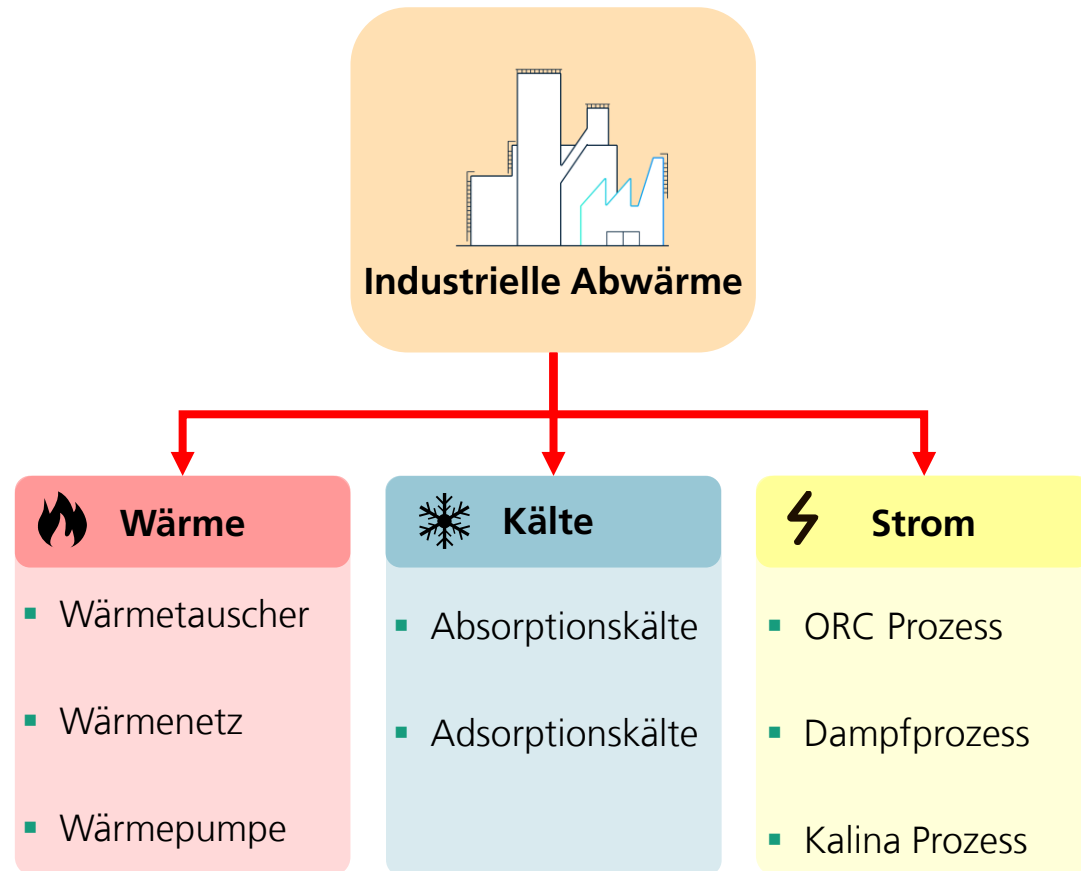 Industrielle Abwärme
Wärme
Wärmetauscher
Wärmenetz
Wärmepumpe
Kälte
Absorptionskälte
Adsorptionskälte
Strom
ORC Prozess
Dampfprozess
Kalina Prozess